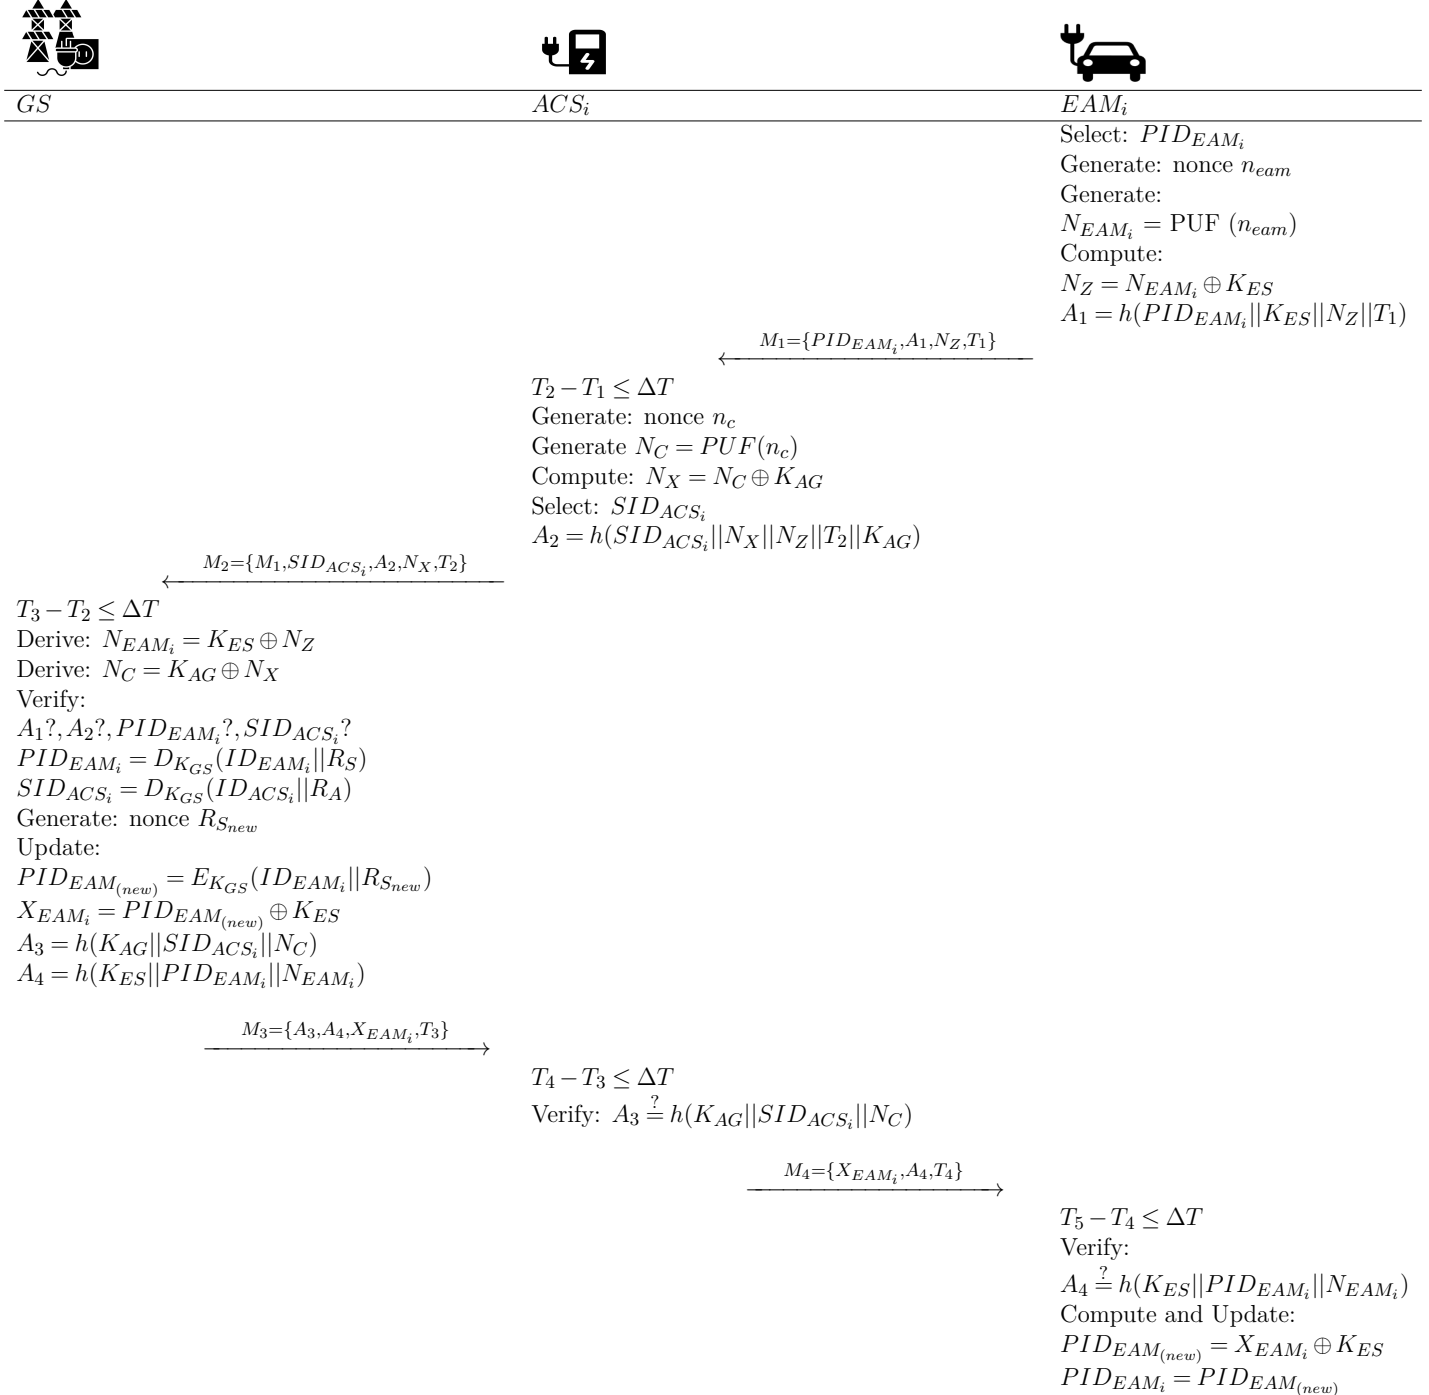 GS ACS_i EAM_i
Select: PID_{EAM_i}
Generate: nonce n_{eam}
Generate:
N_{EAM_i} = PUF (n_{eam})
Compute:
N_Z = N_{EAM_i} ⊕ K_{ES}
A_1 = h(PID_{EAM_i}||K_{ES}||N_Z||T_1)
M_1={PID_{EAM_i},A_1,N_Z,T_1}
T_2 − T_1 ≤ ΔT
Generate: nonce n_c
Generate N_C = PUF(n_c)
Compute: N_X = N_C ⊕ K_{AG}
Select: SID_{ACS_i}
A_2 = h(SID_{ACS_i}||N_X||N_Z||T_2||K_{AG})
M_2={M_1,SID_{ACS_i},A_2,N_X,T_2}
T_3 − T_2 ≤ ΔT
Derive: N_{EAM_i} = K_{ES} ⊕ N_Z
Derive: N_C = K_{AG} ⊕ N_X
Verify:
A_1?, A_2?, PID_{EAM_i}?, SID_{ACS_i}?
PID_{EAM_i} = D_{K_{GS}}(ID_{EAM_i}||R_S)
SID_{ACS_i} = D_{K_{GS}}(ID_{ACS_i}||R_A)
Generate: nonce R_{S_{new}}
Update:
PID_{EAM_{(new)}} = E_{K_{GS}}(ID_{EAM_i}||R_{S_{new}})
X_{EAM_i} = PID_{EAM_{(new)}} ⊕ K_{ES}
A_3 = h(K_{AG}||SID_{ACS_i}||N_C)
A_4 = h(K_{ES}||PID_{EAM_i}||N_{EAM_i})
M_3={A_3,A_4,X_{EAM_i},T_3}
T_4 − T_3 ≤ ΔT
Verify: A_3 ≟ h(K_{AG}||SID_{ACS_i}||N_C)
M_4={X_{EAM_i},A_4,T_4}
T_5 − T_4 ≤ ΔT
Verify:
A_4 ≟ h(K_{ES}||PID_{EAM_i}||N_{EAM_i})
Compute and Update:
PID_{EAM_{(new)}} = X_{EAM_i} ⊕ K_{ES}
PID_{EAM_i} = PID_{EAM_{(new)}}